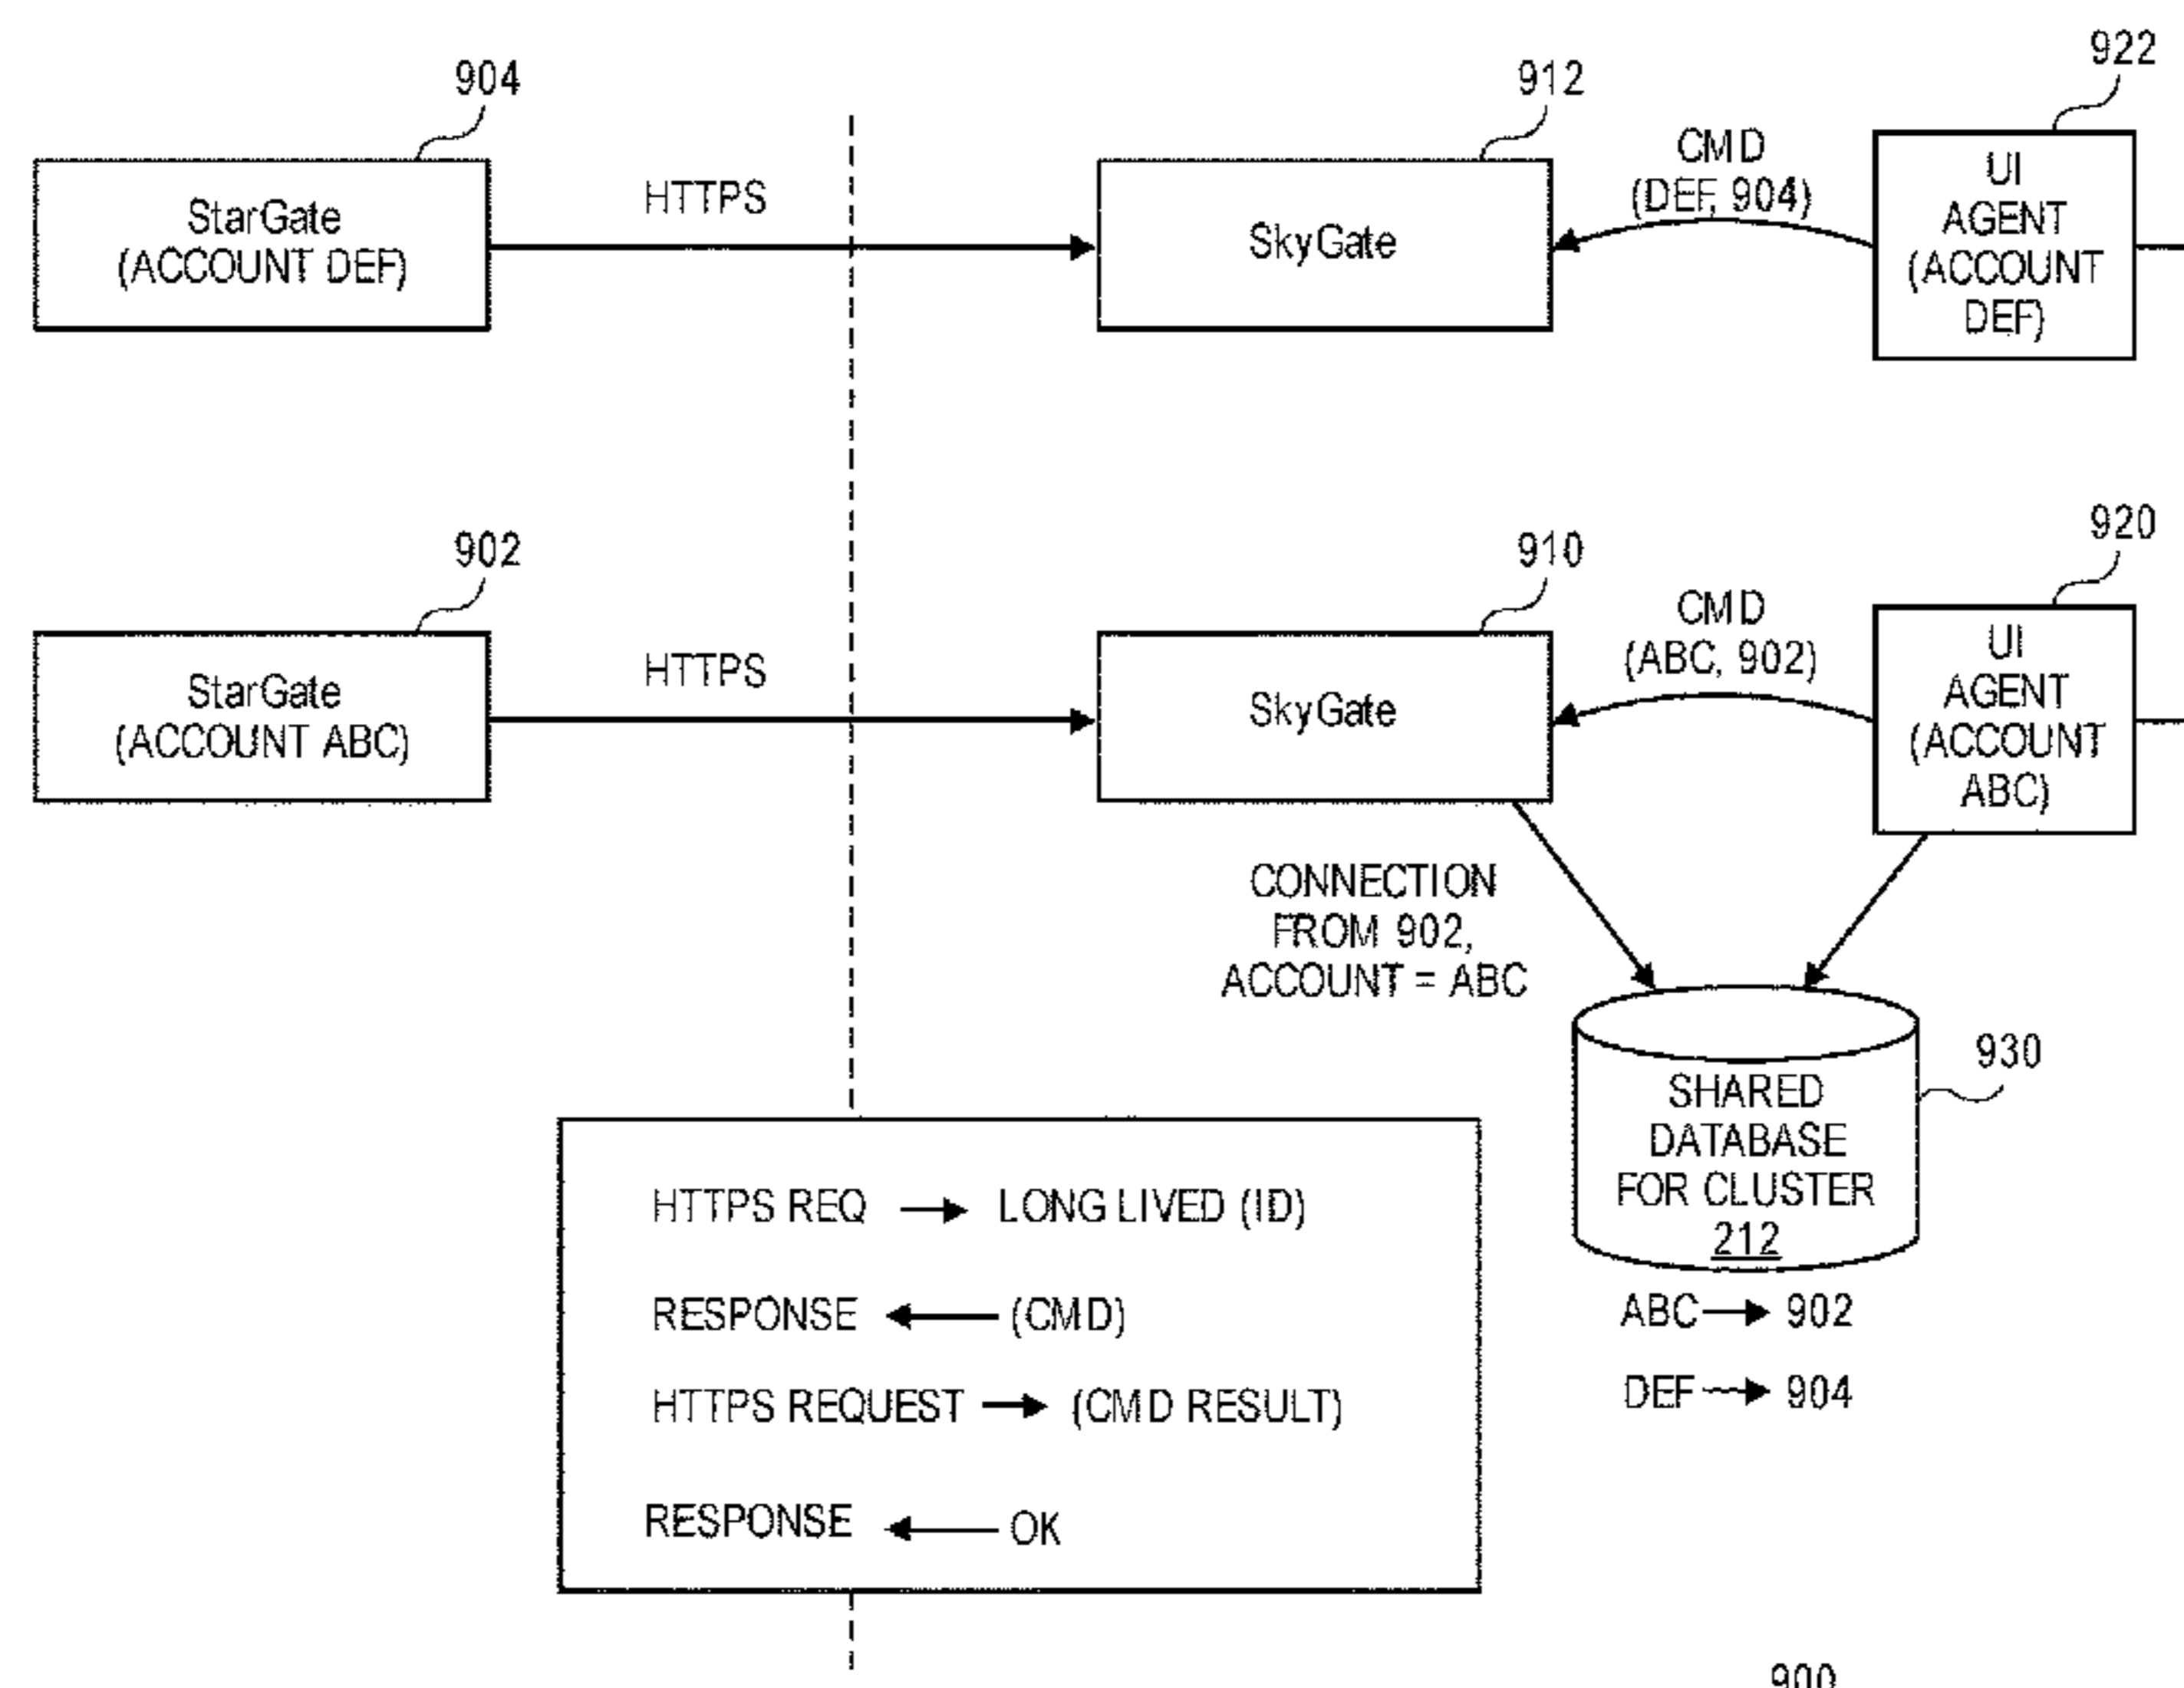 904
912
922
StarGate
(ACCOUNT DEF)
HTTPS
SkyGate
CMD
(DEF, 904)
UI
AGENT
(ACCOUNT
DEF)
902
910
920
StarGate
(ACCOUNT ABC)
HTTPS
SkyGate
CMD
(ABC, 902)
UI
AGENT
(ACCOUNT
ABC)
CONNECTION
FROM 902,
ACCOUNT = ABC
930
SHARED
DATABASE
FOR CLUSTER
212
ABC → 902
DEF → 904
HTTPS REQ → LONG LIVED (ID)
RESPONSE ← (CMD)
HTTPS REQUEST → (CMD RESULT)
RESPONSE ← OK
900